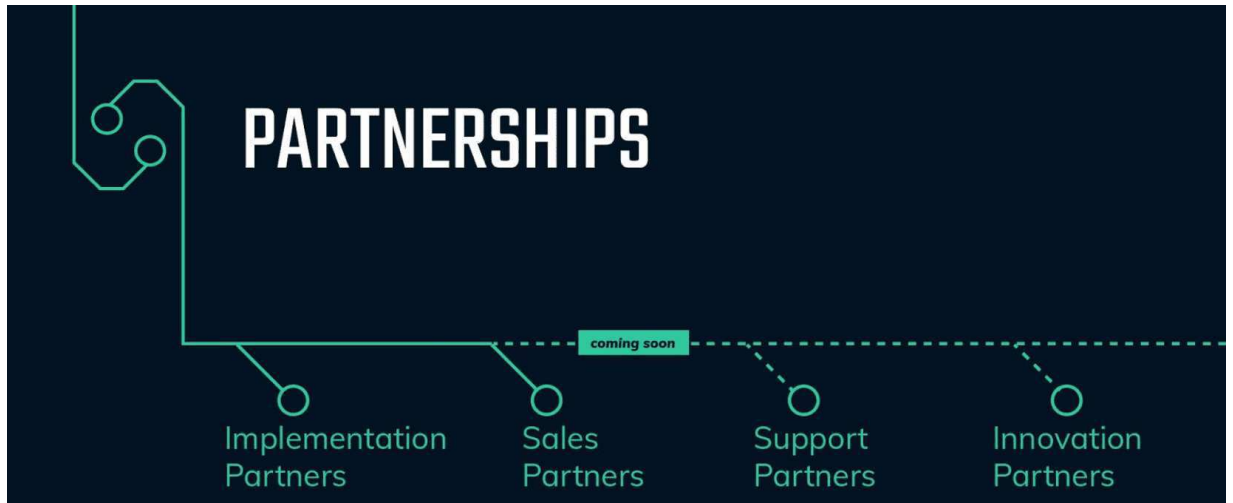 PARTNERSHIPS
coming soon
Implementation
Partners
Sales
Partners
Support
Partners
Innovation
Partners